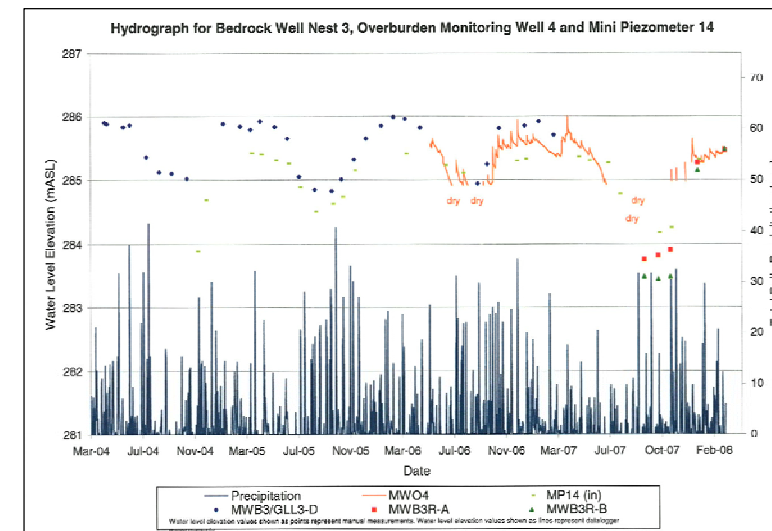 Hydrograph for Bedrock Well Nest 3, Overburden Monitoring Well 4 and Mini Piezometer 14
287
286
285
284
283
282
281
Water Level Elevation (mASL)
70
60
50
40
30
20
10
0
dry dry
dry
dry
Mar-04 Jul-04 Nov-04 Mar-05 Jul-05 Nov-05 Mar-06 Jul-06 Nov-06 Mar-07 Jul-07 Oct-07 Feb-08
Date
Precipitation MWO4 MP14 (in)
MWB3/GLL3-D MWB3R-A MWB3R-B
Water level elevation values shown as points represent manual measurements. Water level elevation values shown as lines represent datalogger